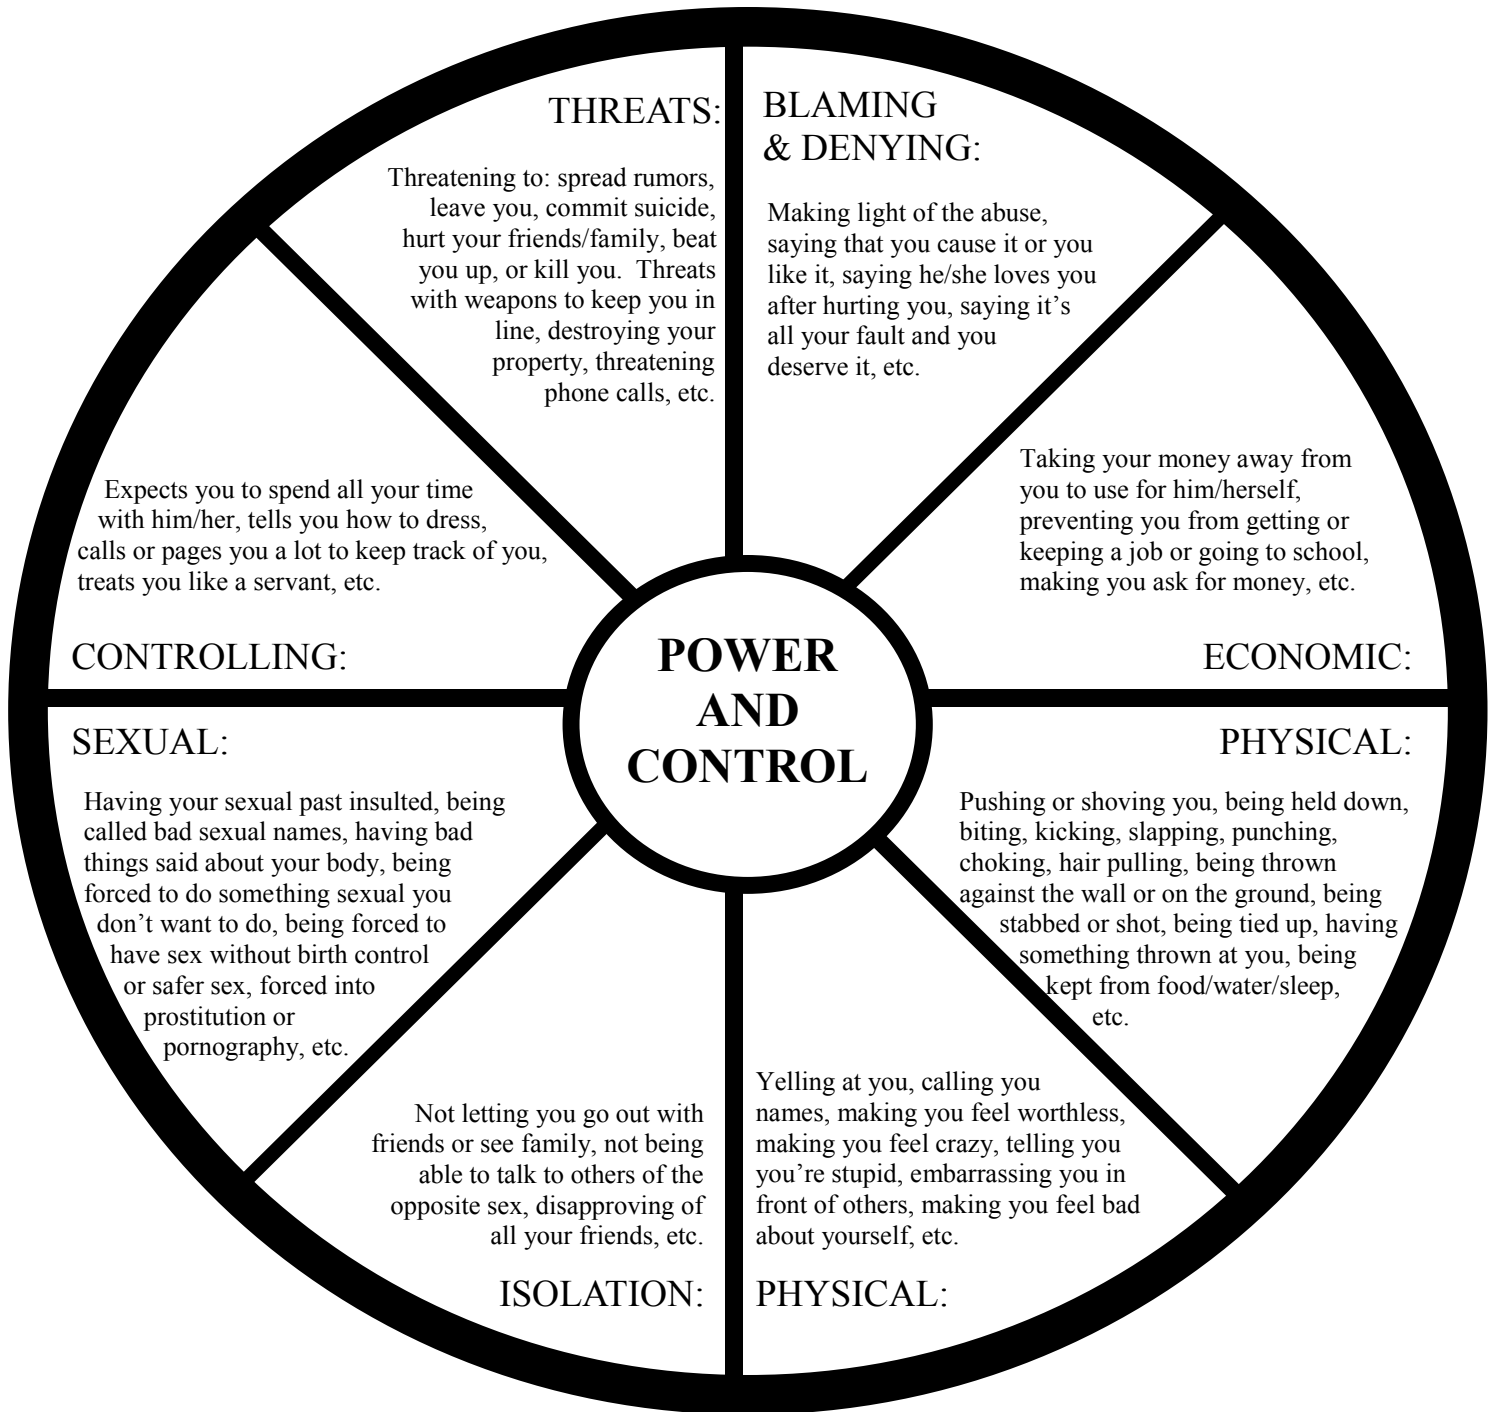 THREATS:
Threatening to: spread rumors,
leave you, commit suicide,
hurt your friends/family, beat
you up, or kill you.  Threats
with weapons to keep you in
line, destroying your
property, threatening
phone calls, etc.
BLAMING
& DENYING:
Making light of the abuse,
saying that you cause it or you
like it, saying he/she loves you
after hurting you, saying it’s
all your fault and you
deserve it, etc.
Expects you to spend all your time
with him/her, tells you how to dress,
calls or pages you a lot to keep track of you,
treats you like a servant, etc.
CONTROLLING:
Taking your money away from
you to use for him/herself,
preventing you from getting or
keeping a job or going to school,
making you ask for money, etc.
ECONOMIC:
POWER
AND
CONTROL
SEXUAL:
Having your sexual past insulted, being
called bad sexual names, having bad
things said about your body, being
forced to do something sexual you
don’t want to do, being forced to
have sex without birth control
or safer sex, forced into
prostitution or
pornography, etc.
PHYSICAL:
Pushing or shoving you, being held down,
biting, kicking, slapping, punching,
choking, hair pulling, being thrown
against the wall or on the ground, being
stabbed or shot, being tied up, having
something thrown at you, being
kept from food/water/sleep,
etc.
Not letting you go out with
friends or see family, not being
able to talk to others of the
opposite sex, disapproving of
all your friends, etc.
ISOLATION:
Yelling at you, calling you
names, making you feel worthless,
making you feel crazy, telling you
you’re stupid, embarrassing you in
front of others, making you feel bad
about yourself, etc.
PHYSICAL: